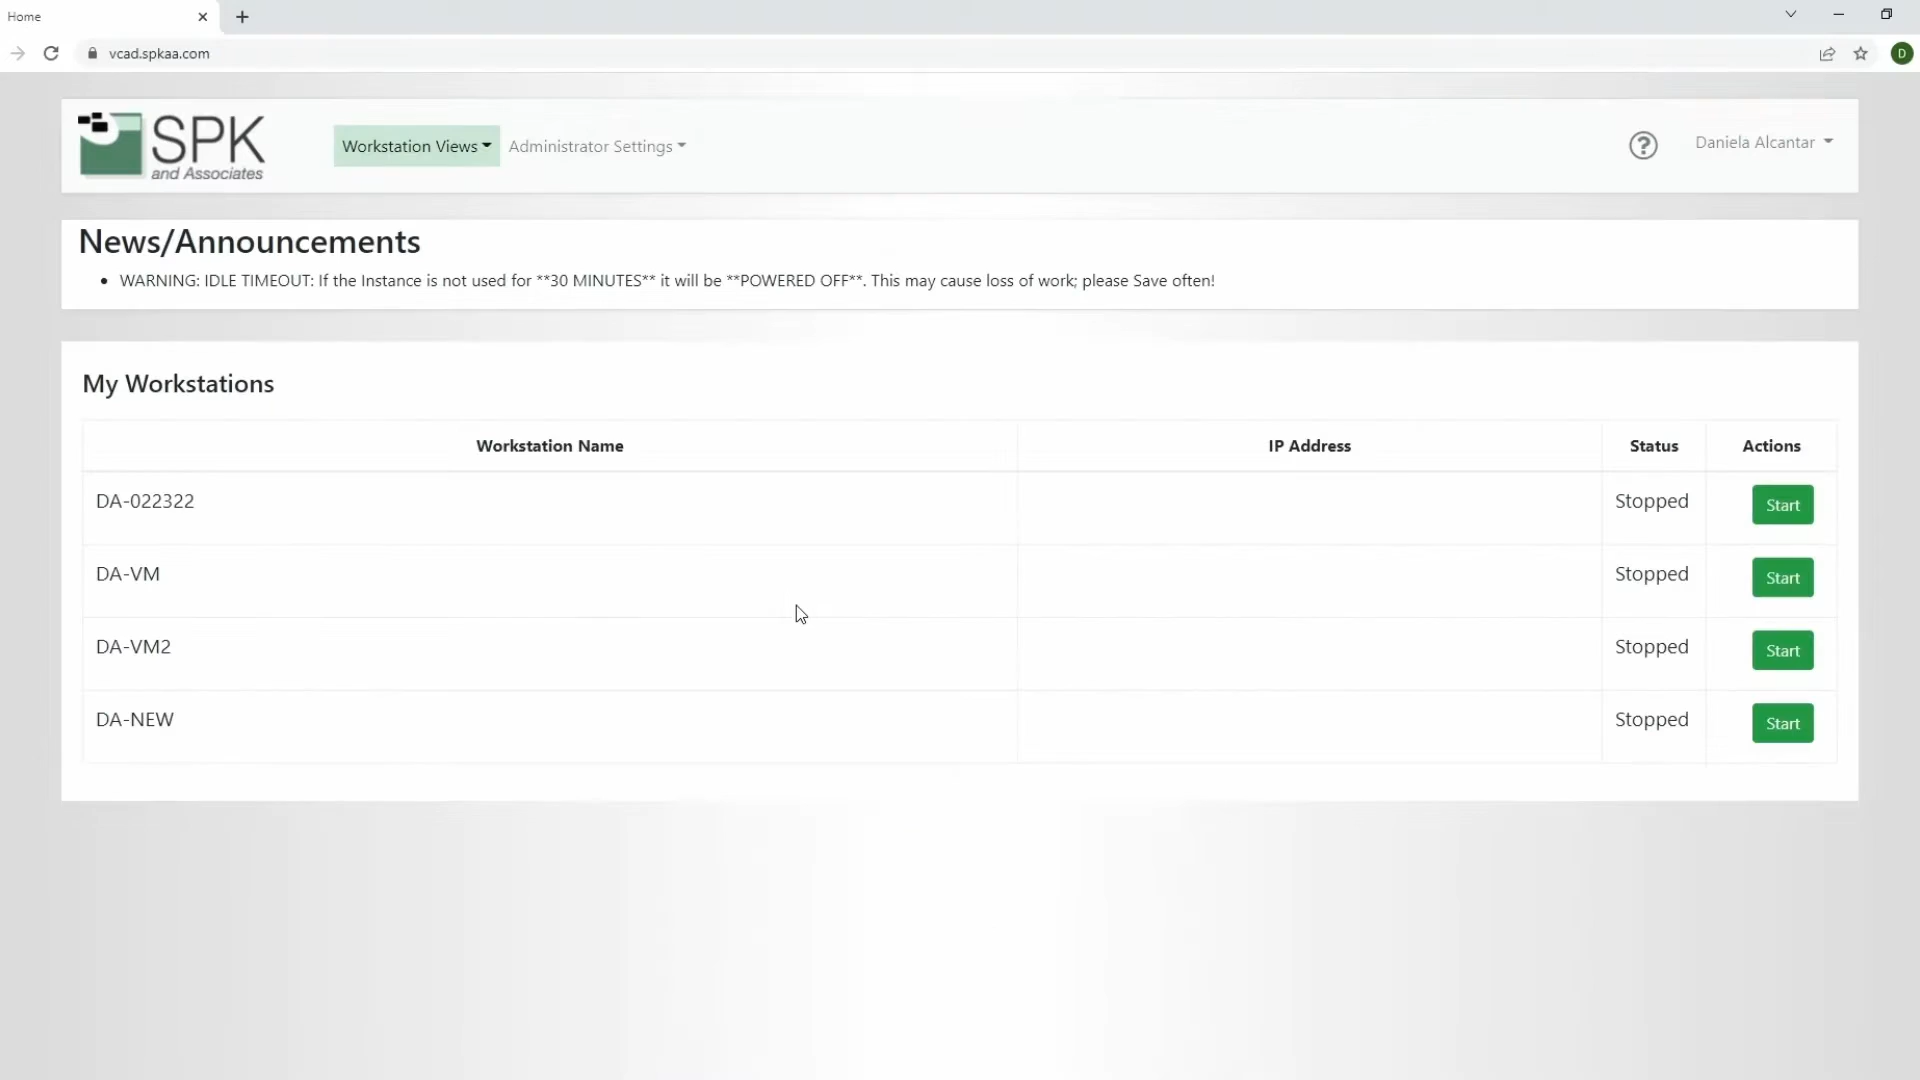 Home
vcad.spkaa.com
D
SPK
and Associates
Workstation Views
Administrator Settings
?
Daniela Alcantar
News/Announcements
• WARNING: IDLE TIMEOUT: If the Instance is not used for **30 MINUTES** it will be **POWERED OFF**. This may cause loss of work; please Save often!
My Workstations
Workstation Name IP Address Status Actions
DA-022322 Stopped Start
DA-VM Stopped Start
DA-VM2 Stopped Start
DA-NEW Stopped Start